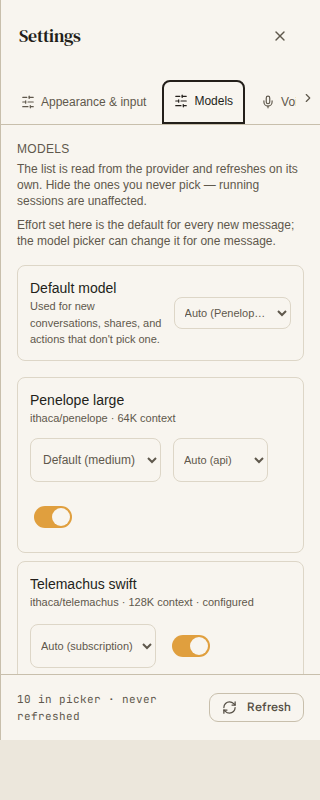 Settings
Appearance & input
Models
Vo
MODELS
The list is read from the provider and refreshes on its
own. Hide the ones you never pick — running
sessions are unaffected.
Effort set here is the default for every new message;
the model picker can change it for one message.
Default model
Used for new
conversations, shares, and
actions that don't pick one.
Auto (Penelop…
Penelope large
ithaca/penelope · 64K context
Default (medium)
Auto (api)
Telemachus swift
ithaca/telemachus · 128K context · configured
Auto (subscription)
10 in picker · never
refreshed
Refresh